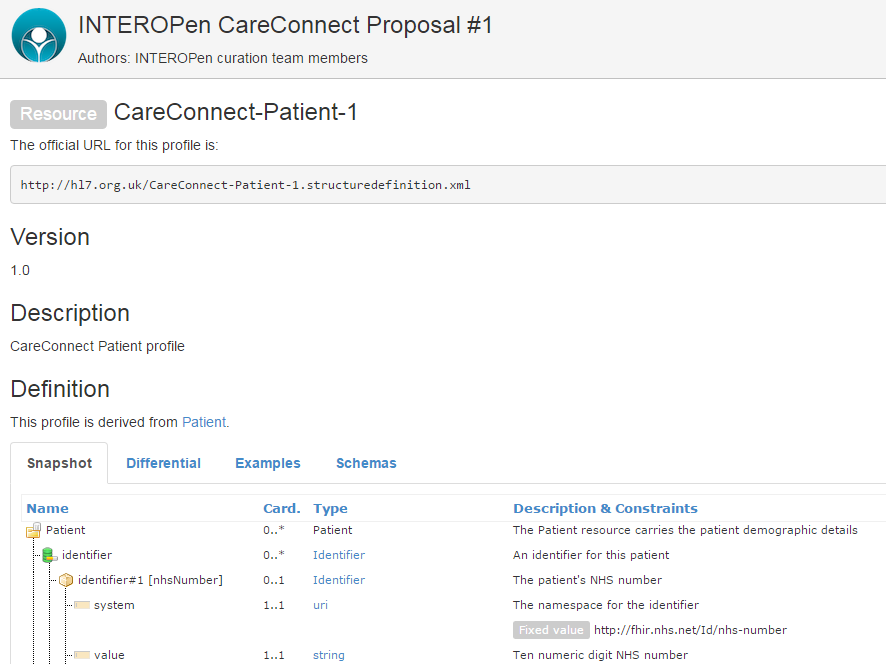 INTEROPen CareConnect Proposal #1
Authors: INTEROPen curation team members
Resource CareConnect-Patient-1
The official URL for this profile is:
http://hl7.org.uk/CareConnect-Patient-1.structuredefinition.xml
Version
1.0
Description
CareConnect Patient profile
Definition
This profile is derived from Patient.
Snapshot Differential Examples Schemas
Name Card. Type Description & Constraints
Patient 0..* Patient The Patient resource carries the patient demographic details
identifier 0..* Identifier An identifier for this patient
identifier#1 [nhsNumber] 0..1 Identifier The patient's NHS number
system 1..1 uri The namespace for the identifier
Fixed value http://fhir.nhs.net/Id/nhs-number
value 1..1 string Ten numeric digit NHS number